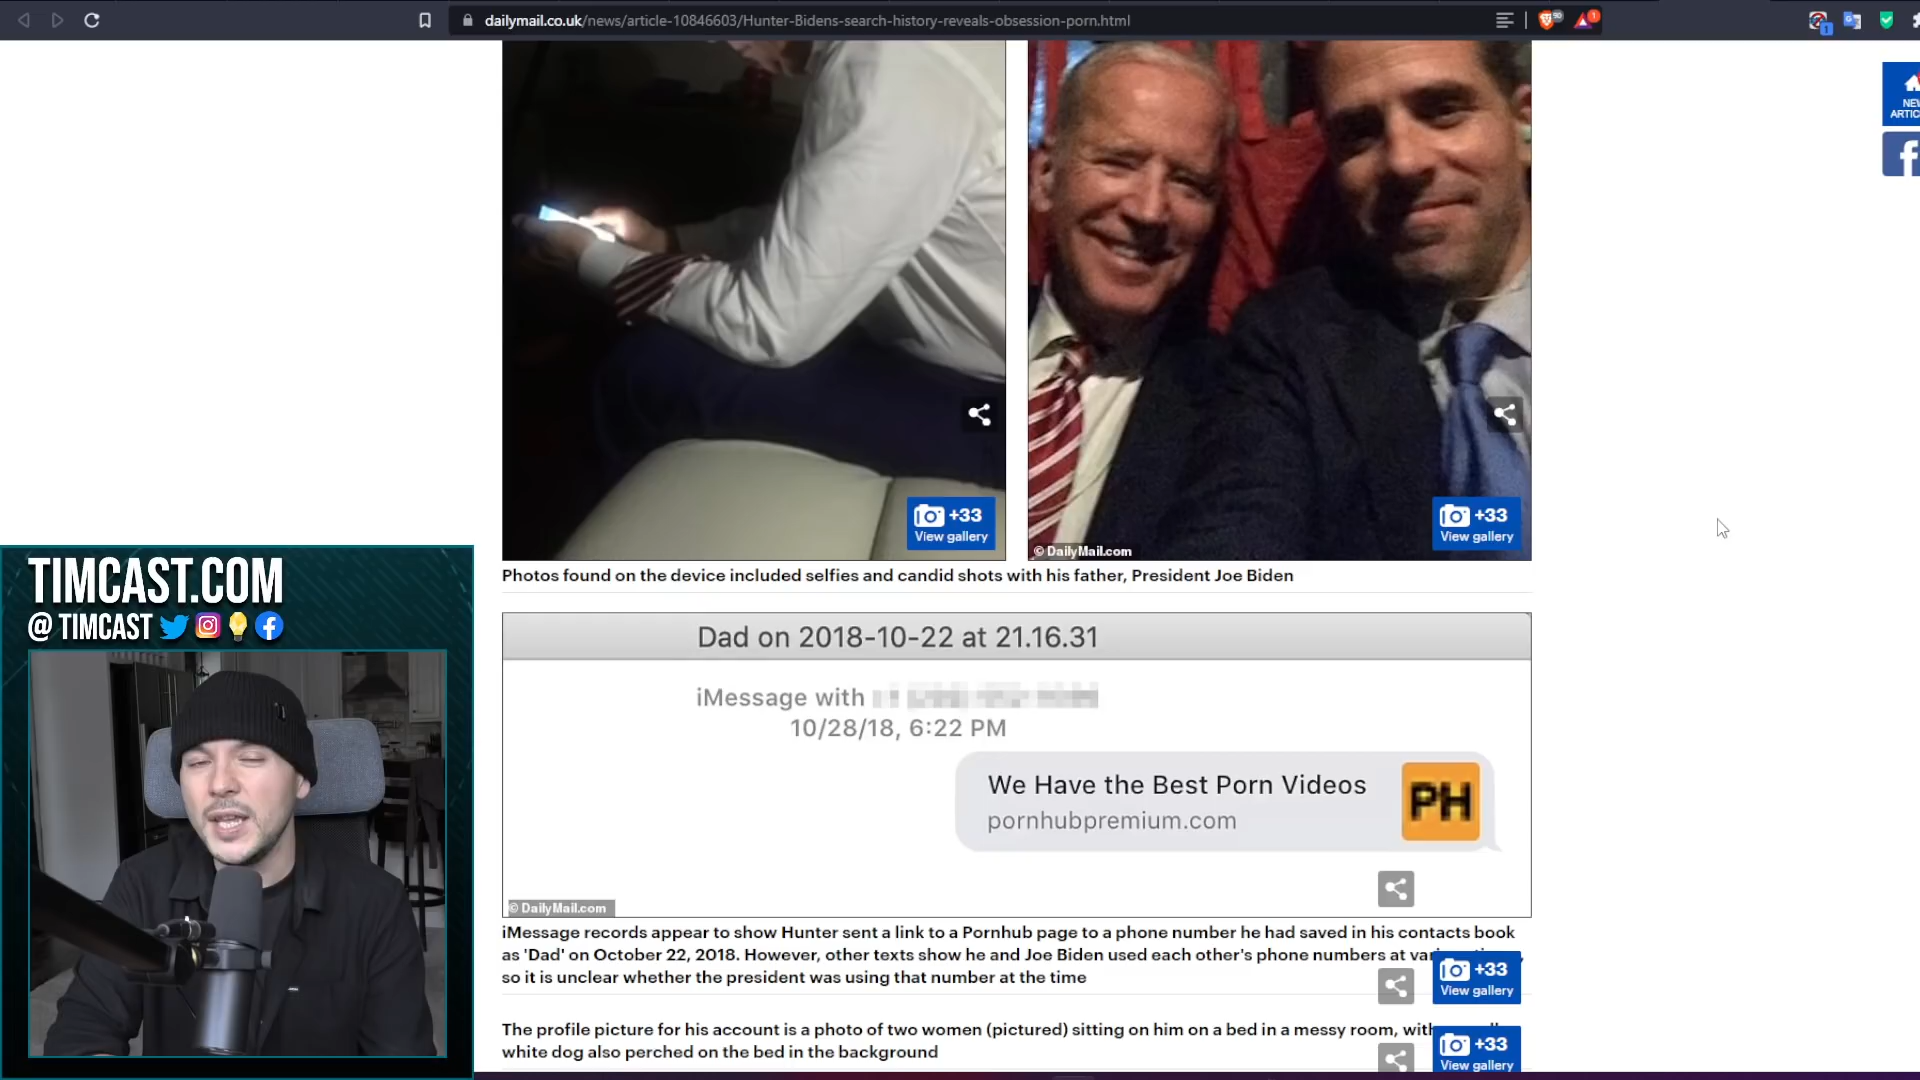 dailymail.co.uk/news/article-10846603/Hunter-Bidens-search-history-reveals-obsession-porn.html
90
1
1
NEW
ARTIC
+33
View gallery
+33
View gallery
© DailyMail.com
Photos found on the device included selfies and candid shots with his father, President Joe Biden
TIMCAST.COM
@ TIMCAST
Dad on 2018-10-22 at 21.16.31
iMessage with
10/28/18, 6:22 PM
We Have the Best Porn Videos
pornhubpremium.com
PH
© DailyMail.com
iMessage records appear to show Hunter sent a link to a Pornhub page to a phone number he had saved in his contacts book
as 'Dad' on October 22, 2018. However, other texts show he and Joe Biden used each other's phone numbers at
so it is unclear whether the president was using that number at the time
+33
View gallery
The profile picture for his account is a photo of two women (pictured) sitting on him on a bed in a messy room, with
white dog also perched on the bed in the background
+33
View gallery